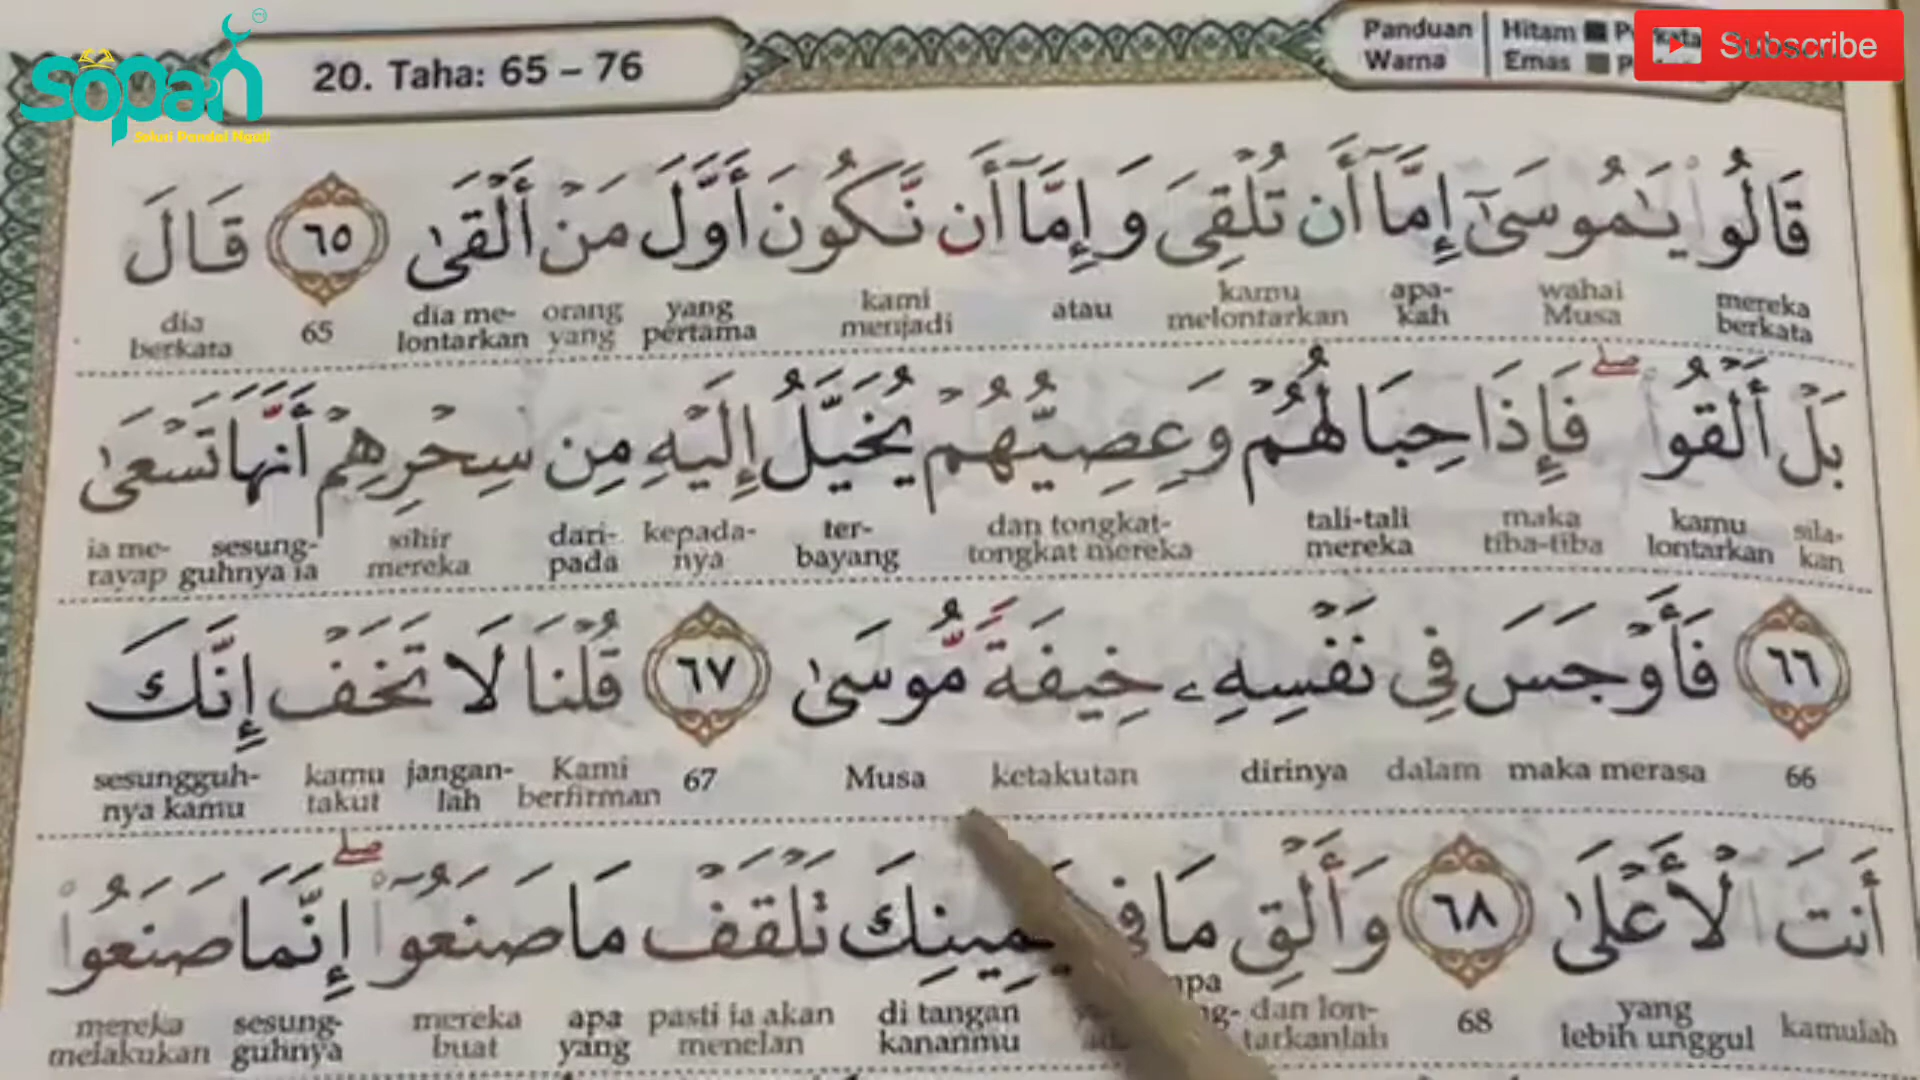 sopan
Solusi Pandai Ngaji
20. Taha: 65 – 76
Panduan Warna
Hitam
Emas
Subscribe
قَالُوا۟ يَـٰمُوسَىٰٓ إِمَّآ أَن تُلْقِىَ وَإِمَّآ أَن نَّكُونَ أَوَّلَ مَنْ أَلْقَىٰ ٦٥ قَالَ
mereka berkata wahai Musa apa-kah kamu melontarkan atau kami menjadi yang pertama orang yang dia me-lontarkan 65 dia berkata
بَلْ أَلْقُوا۟ ۖ فَإِذَا حِبَالُهُمْ وَعِصِيُّهُمْ يُخَيَّلُ إِلَيْهِ مِن سِحْرِهِمْ أَنَّهَا تَسْعَىٰ
sila-kan kamu lontarkan maka tiba-tiba tali-tali mereka dan tongkat-tongkat mereka ter-bayang kepada-nya dari-pada sihir mereka sesung-guhnya ia ia me-rayap
٦٦ فَأَوْجَسَ فِى نَفْسِهِۦ خِيفَةً مُّوسَىٰ ٦٧ قُلْنَا لَا تَخَفْ إِنَّكَ
66 maka merasa dalam dirinya ketakutan Musa 67 Kami berfirman jangan-lah kamu takut sesungguh-nya kamu
أَنتَ ٱلْأَعْلَىٰ ٦٨ وَأَلْقِ مَا فِى يَمِينِكَ تَلْقَفْ مَا صَنَعُوٓا۟ ۖ إِنَّمَا صَنَعُوا۟
kamulah yang lebih unggul 68 dan lon-tarkanlah di tangan kananmu pasti ia akan menelan apa yang mereka buat sesung-guhnya mereka melakukan